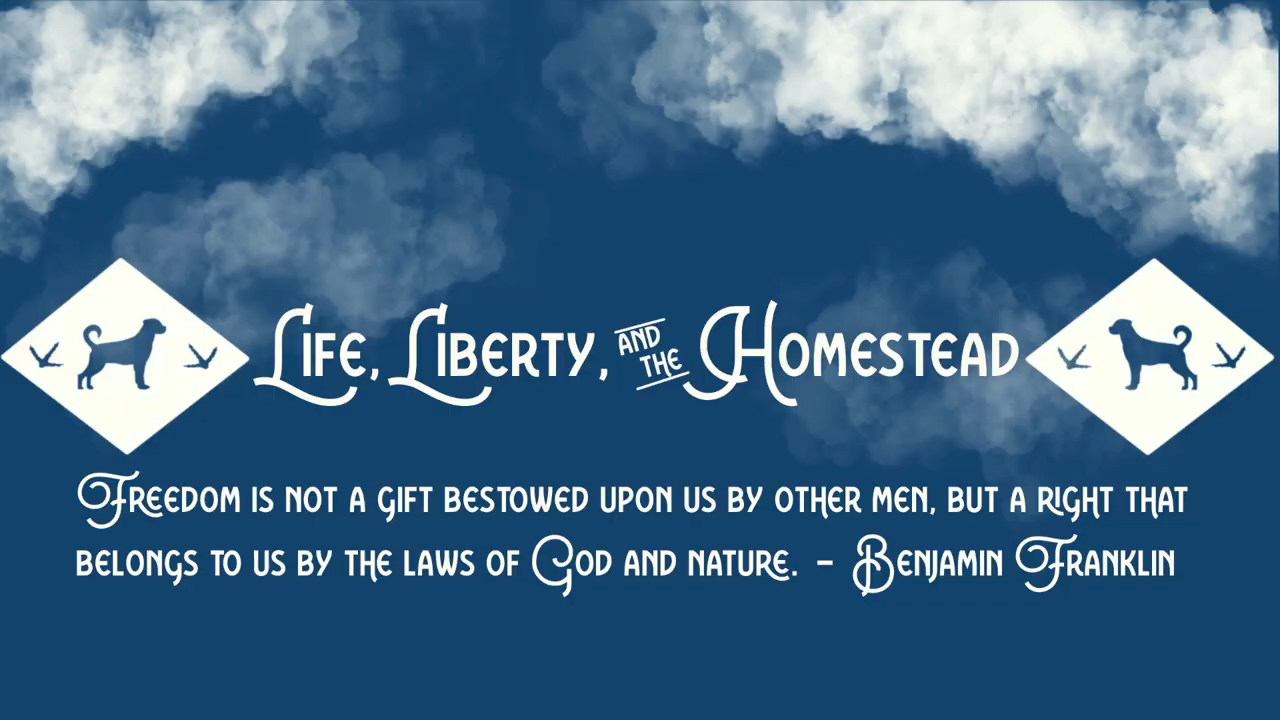 Life, Liberty, and the Homestead
Freedom is not a gift bestowed upon us by other men, but a right that
belongs to us by the laws of God and nature. – Benjamin Franklin